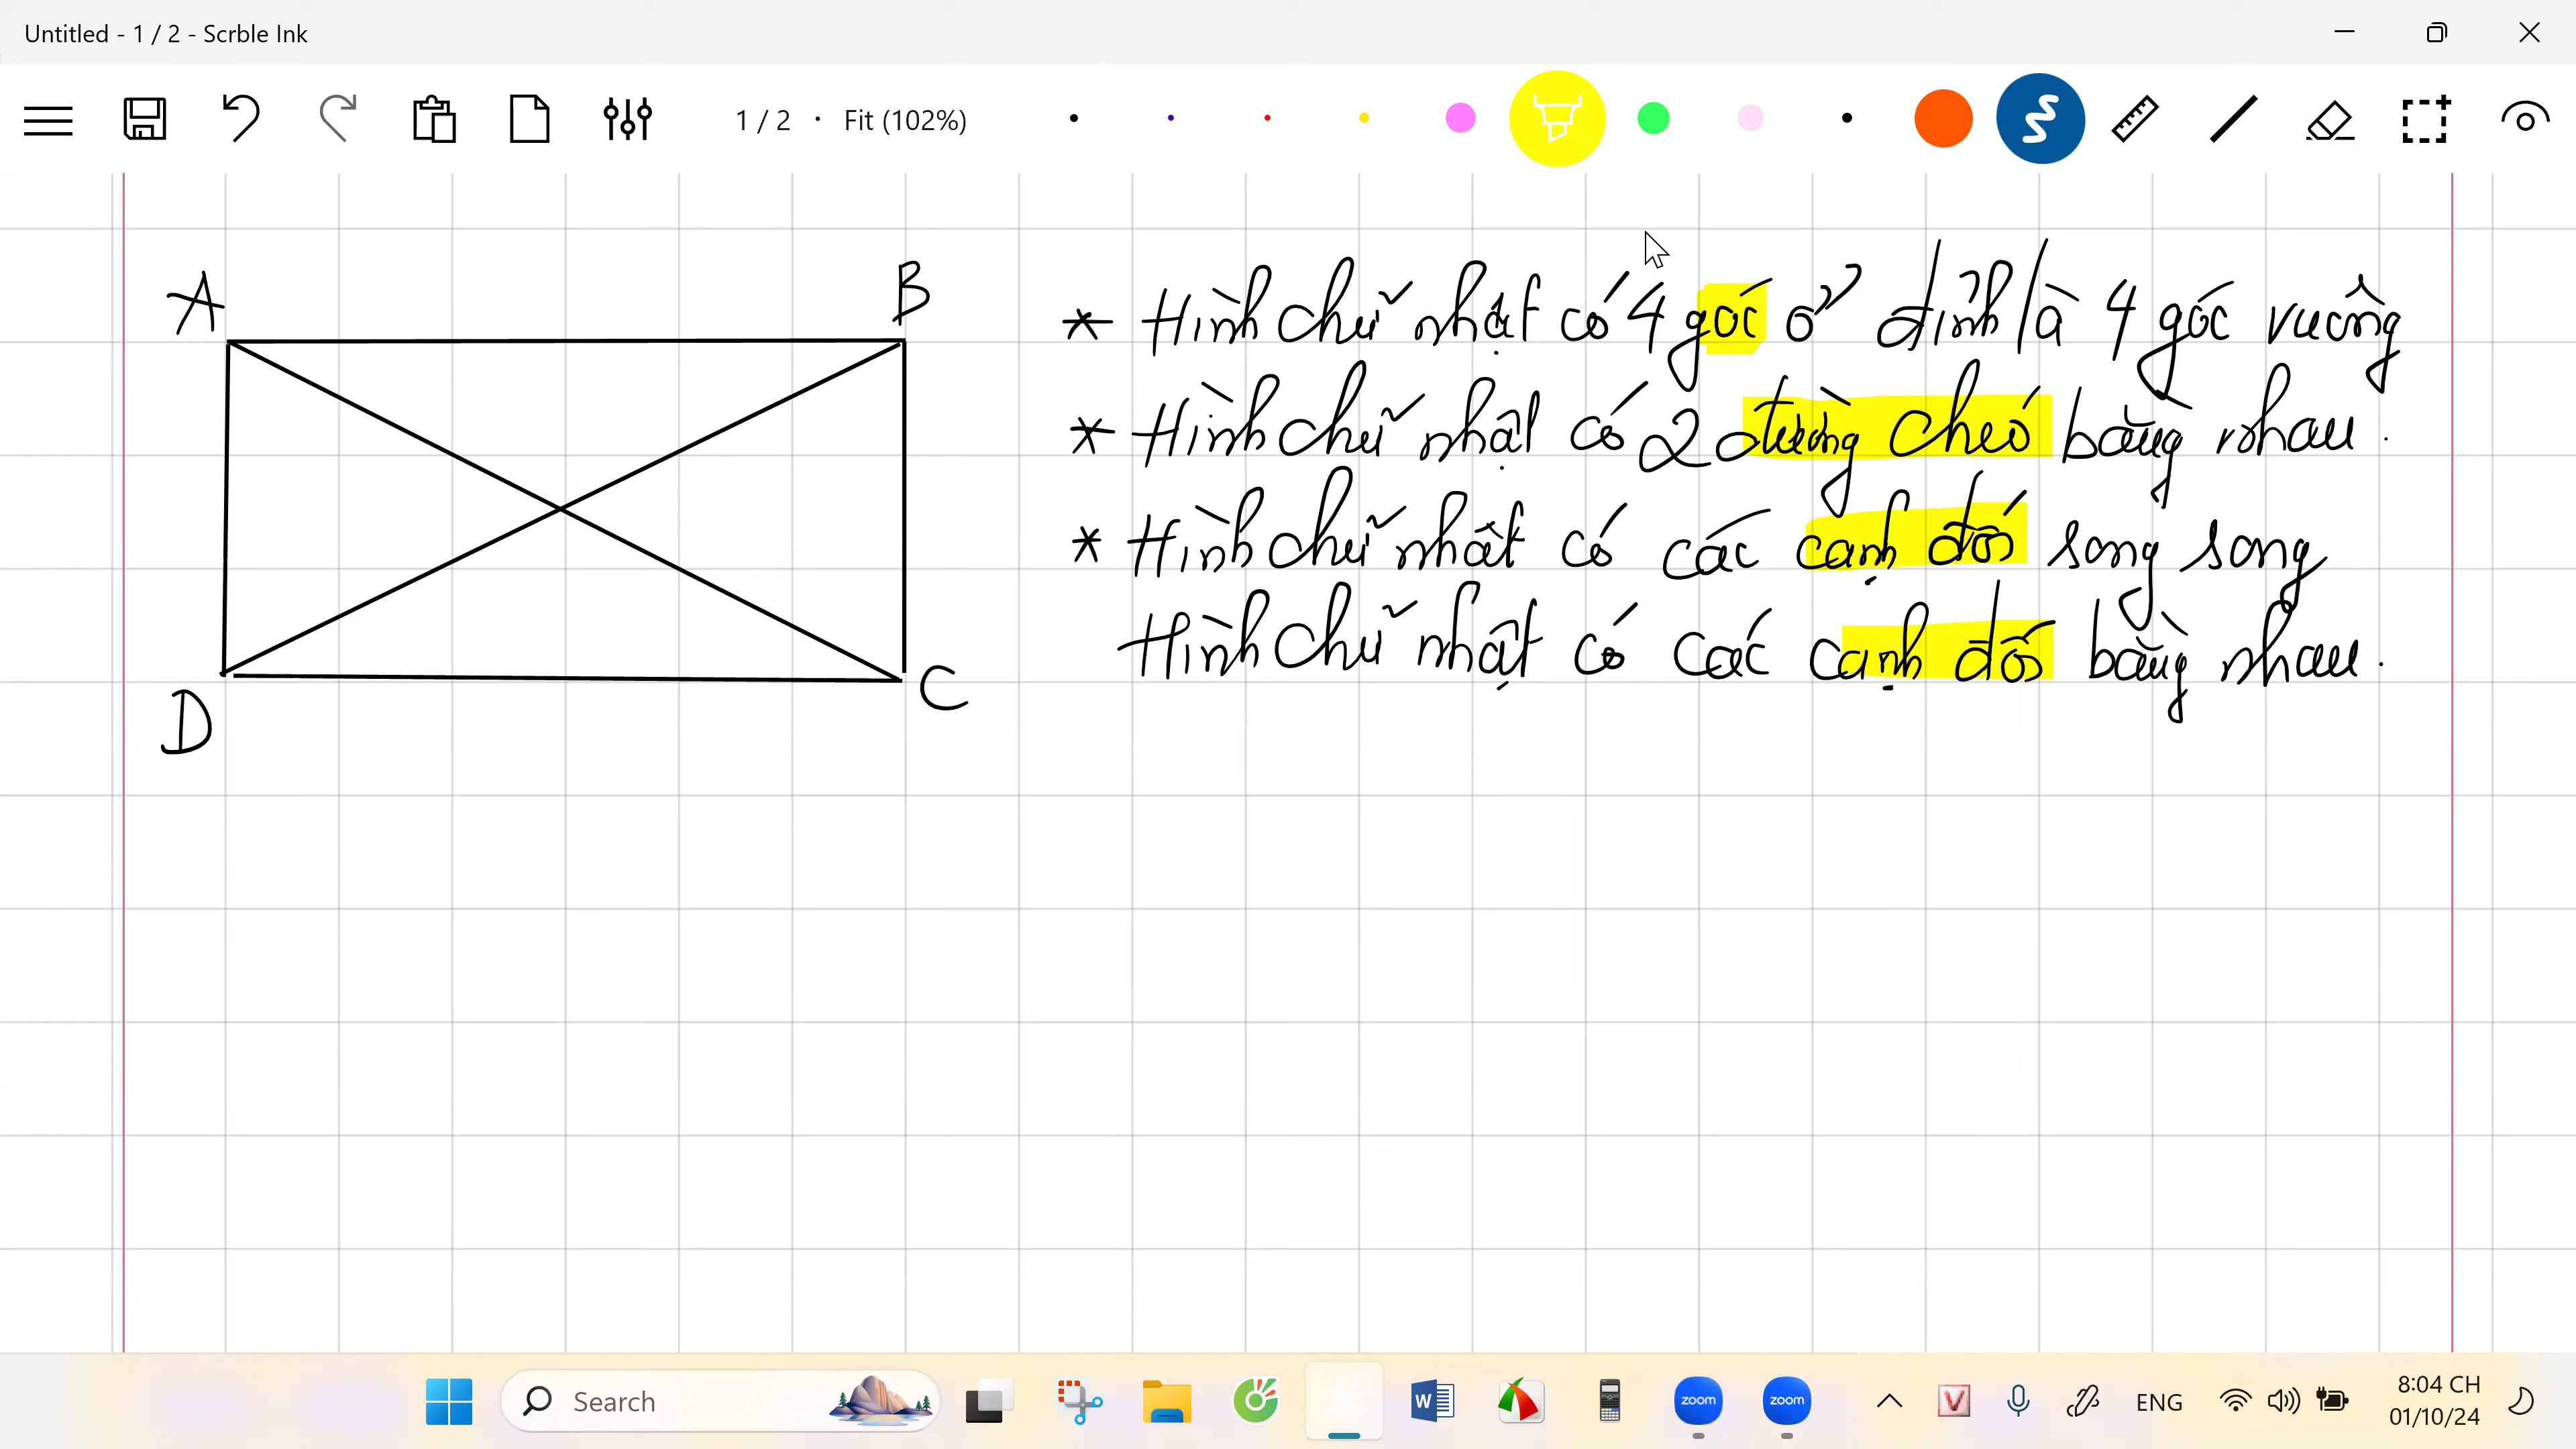 Untitled - 1 / 2 - Scrble Ink
1 / 2 · Fit (102%)
A
B
D
C
* Hình chữ nhật có 4 góc ở đỉnh là 4 góc vuông
* Hình chữ nhật có 2 đường chéo bằng nhau.
* Hình chữ nhật có các cạnh đối song song
Hình chữ nhật có các cạnh đối bằng nhau.
Search
W
zoom
zoom
V
ENG
8:04 CH
01/10/24